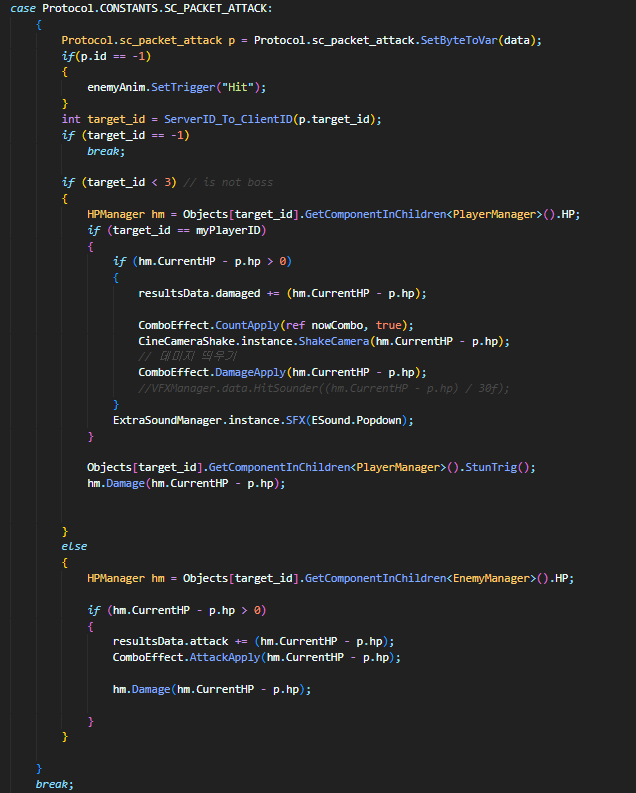 case Protocol.CONSTANTS.SC_PACKET_ATTACK:
{
Protocol.sc_packet_attack p = Protocol.sc_packet_attack.SetByteToVar(data);
if(p.id == -1)
{
enemyAnim.SetTrigger("Hit");
}
int target_id = ServerID_To_ClientID(p.target_id);
if (target_id == -1)
break;
if (target_id < 3) // is not boss
{
HPManager hm = Objects[target_id].GetComponentInChildren<PlayerManager>().HP;
if (target_id == myPlayerID)
{
if (hm.CurrentHP - p.hp > 0)
{
resultsData.damaged += (hm.CurrentHP - p.hp);
ComboEffect.CountApply(ref nowCombo, true);
CineCameraShake.instance.ShakeCamera(hm.CurrentHP - p.hp);
// 데미지 띄우기
ComboEffect.DamageApply(hm.CurrentHP - p.hp);
//VFXManager.data.HitSounder((hm.CurrentHP - p.hp) / 30f);
}
ExtraSoundManager.instance.SFX(ESound.Popdown);
}
Objects[target_id].GetComponentInChildren<PlayerManager>().StunTrig();
hm.Damage(hm.CurrentHP - p.hp);
}
else
{
HPManager hm = Objects[target_id].GetComponentInChildren<EnemyManager>().HP;
if (hm.CurrentHP - p.hp > 0)
{
resultsData.attack += (hm.CurrentHP - p.hp);
ComboEffect.AttackApply(hm.CurrentHP - p.hp);
hm.Damage(hm.CurrentHP - p.hp);
}
}
}
break;